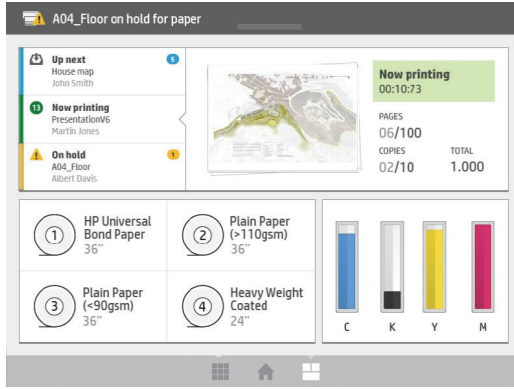 A04_Floor on hold for paper
Up next
5
House map
John Smith
13
Now printing
PresentationV6
Martin Jones
On hold
1
A04_Floor
Albert Davis
Now printing
00:10:73
PAGES
06/100
COPIES
TOTAL
02/10
1.000
1
HP Universal
Bond Paper
36"
2
Plain Paper
(>110gsm)
36"
3
Plain Paper
(<90gsm)
36"
4
Heavy Weight
Coated
24"
C
K
Y
M